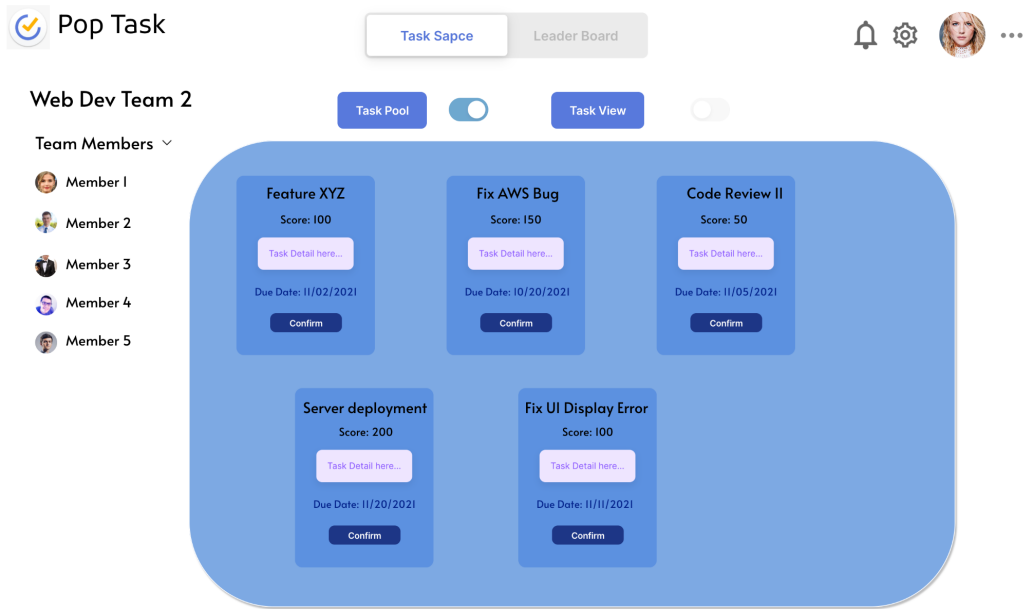 Pop Task
Task Sapce
Leader Board
Web Dev Team 2
Task Pool
Task View
Team Members
Member 1
Member 2
Member 3
Member 4
Member 5
Feature XYZ
Score: 100
Task Detail here...
Due Date: 11/02/2021
Confirm
Fix AWS Bug
Score: 150
Task Detail here...
Due Date: 10/20/2021
Confirm
Code Review II
Score: 50
Task Detail here...
Due Date: 11/05/2021
Confirm
Server deployment
Score: 200
Task Detail here...
Due Date: 11/20/2021
Confirm
Fix UI Display Error
Score: 100
Task Detail here...
Due Date: 11/11/2021
Confirm